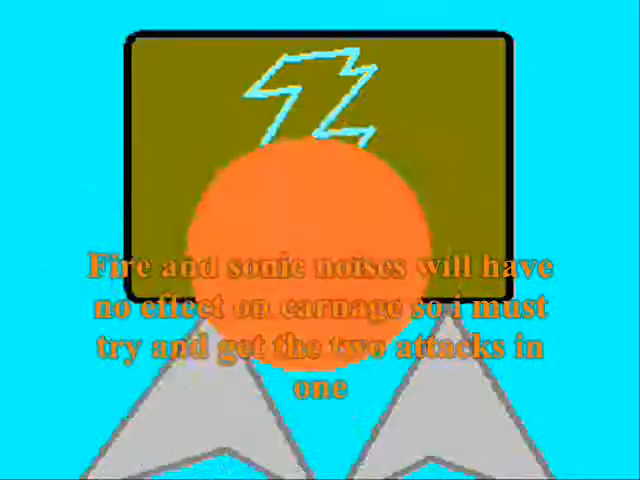 Fire and sonic noises will have
no effect on carnage so i must
try and get the two attacks in
one